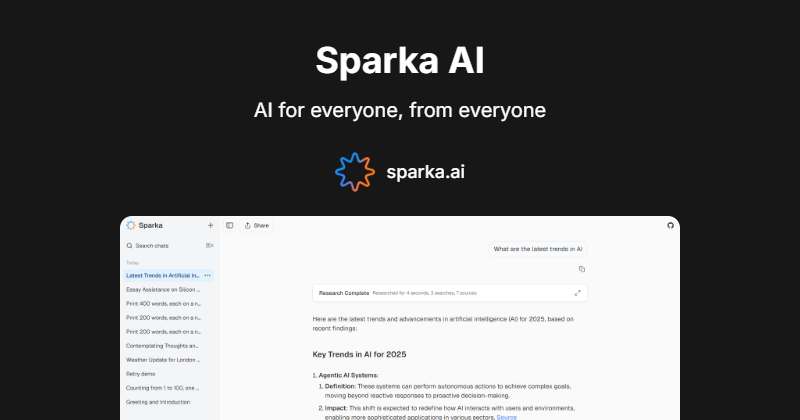 Sparka AI
AI for everyone, from everyone
sparka.ai
Sparka
Share
Search chats
⌘K
Today
Latest Trends in Artificial In...
Essay Assistance on Silicon ...
Print 400 words, each on a n...
Print 200 words, each on a n...
Print 200 words, each on a n...
Contemplating Thoughts an...
Weather Update for London ...
Retry demo
Counting from 1 to 100, one ...
Greeting and Introduction
What are the latest trends in AI
Research Complete Researched for 4 seconds, 3 searches, 7 sources
Here are the latest trends and advancements in artificial intelligence (AI) for 2025, based on
recent findings:
Key Trends in AI for 2025
1. Agentic AI Systems:
1. Definition: These systems can perform autonomous actions to achieve complex goals,
moving beyond reactive responses to proactive decision-making.
2. Impact: This shift is expected to redefine how AI interacts with users and environments,
enabling more sophisticated applications in various sectors. Source